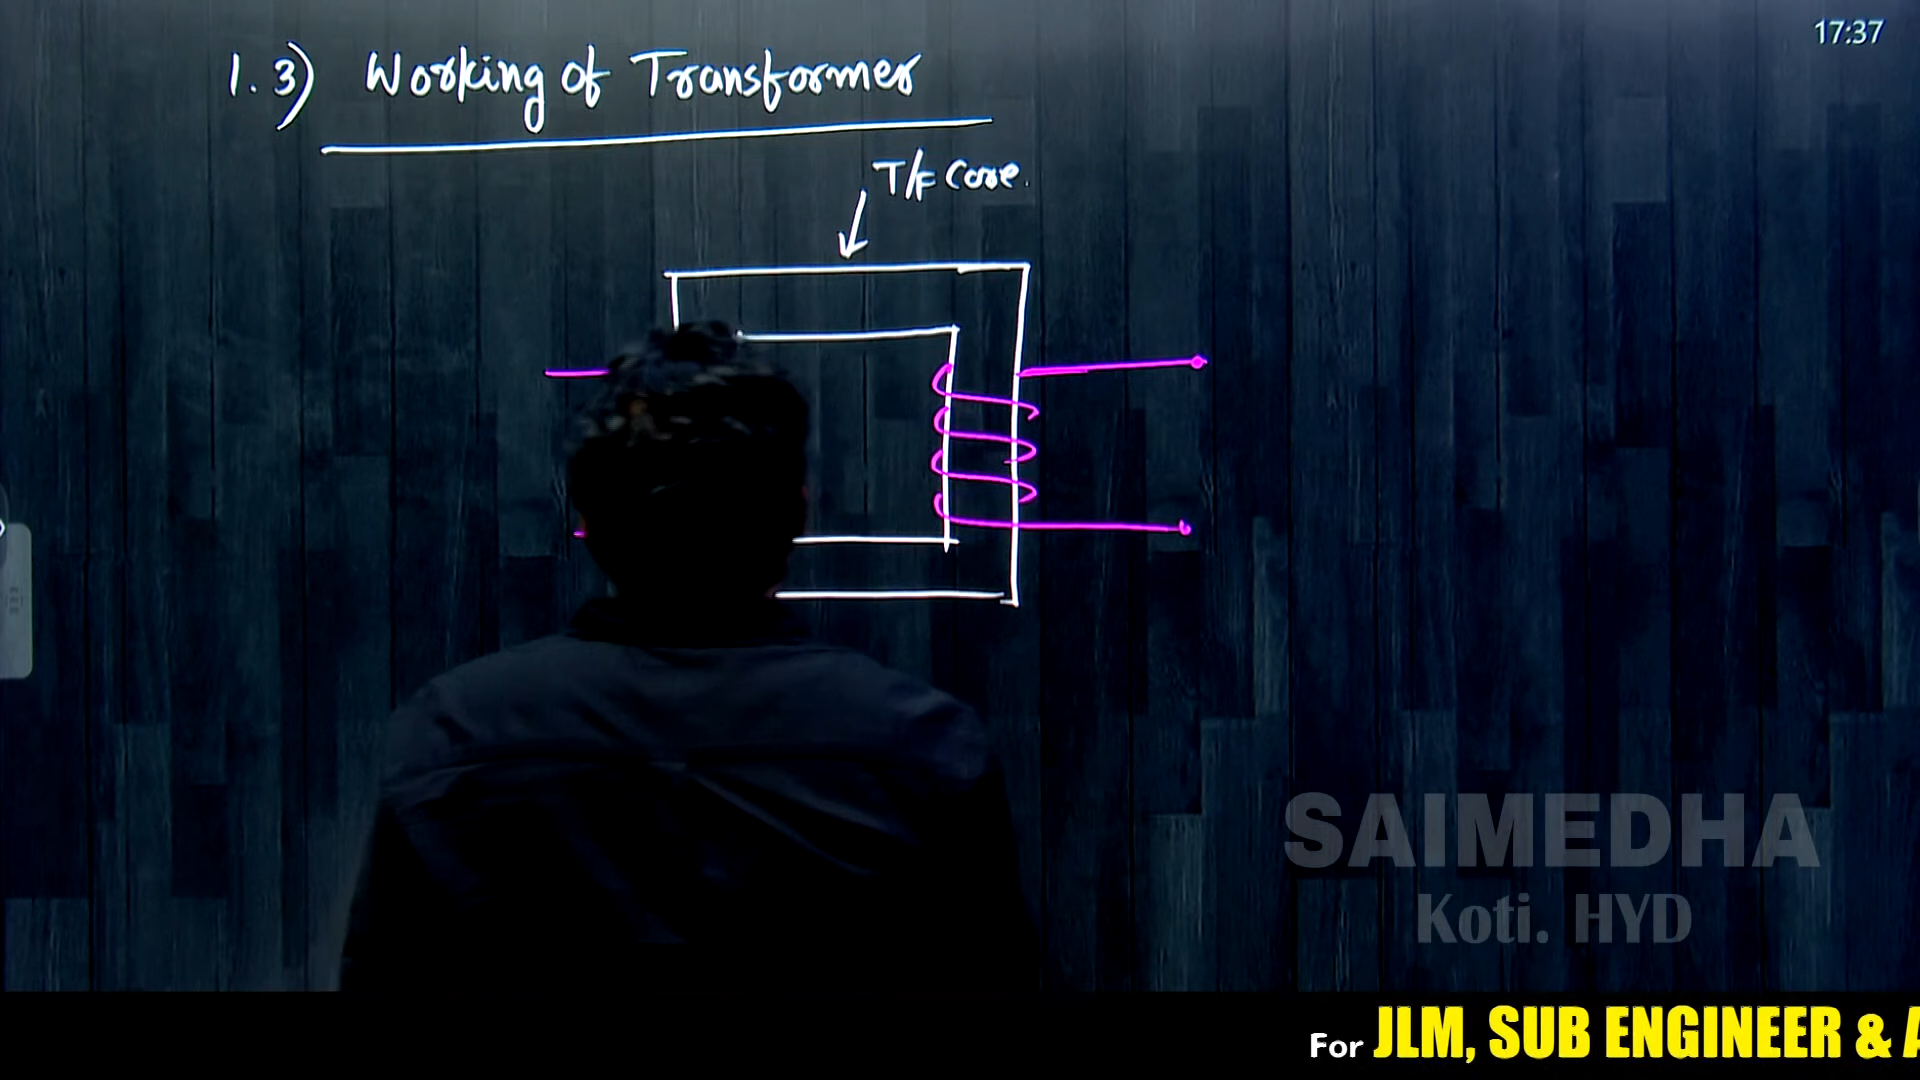 17:37
1.3) Working of Transformer
T/F Core.
SAIMEDHA
Koti. HYD
For JLM, SUB ENGINEER & A